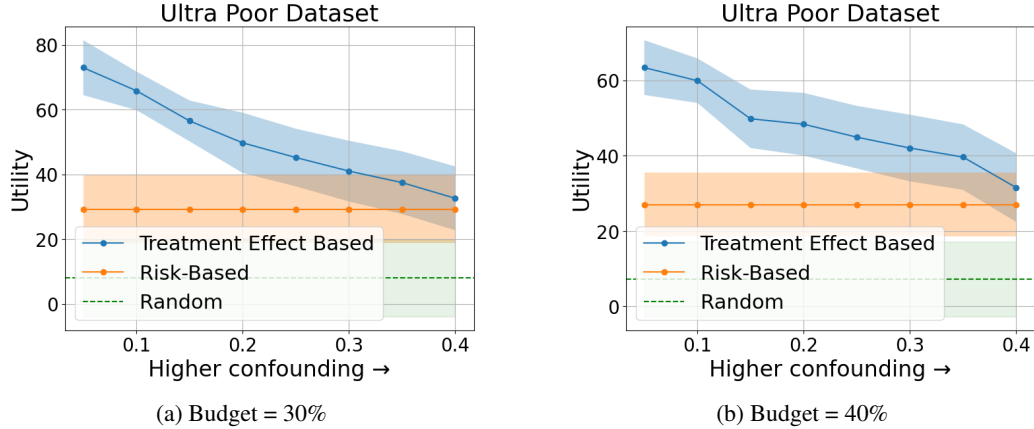 Ultra Poor Dataset
80
60
40
20
0
Utility
Treatment Effect Based
Risk-Based
Random
0.1 0.2 0.3 0.4
Higher confounding →
(a) Budget = 30%
Ultra Poor Dataset
60
40
20
0
Utility
Treatment Effect Based
Risk-Based
Random
0.1 0.2 0.3 0.4
Higher confounding →
(b) Budget = 40%